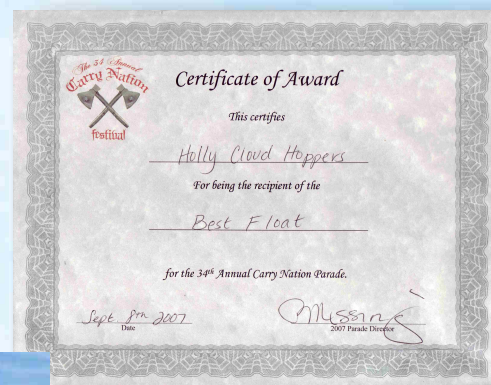 The 34 Annual
Carry Nation
festival
Certificate of Award
This certifies
Holly Cloud Hoppers
For being the recipient of the
Best Float
for the 34th Annual Carry Nation Parade.
Sept 8th 2007
Date
2007 Parade Director